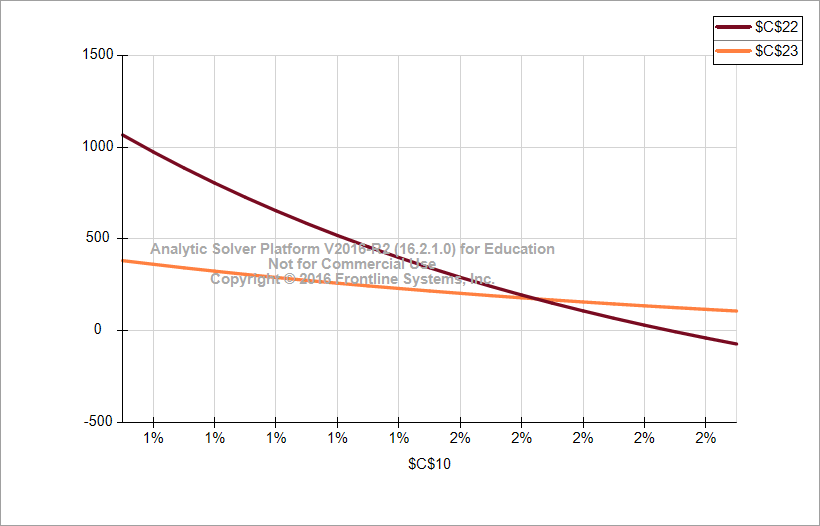 $C$22
$C$23
1500
1000
500
0
-500
Analytic Solver Platform V2016-R2 (16.2.1.0) for Education
Not for Commercial Use
Copyright © 2016 Frontline Systems, Inc.
1% 1% 1% 1% 1% 2% 2% 2% 2% 2%
$C$10